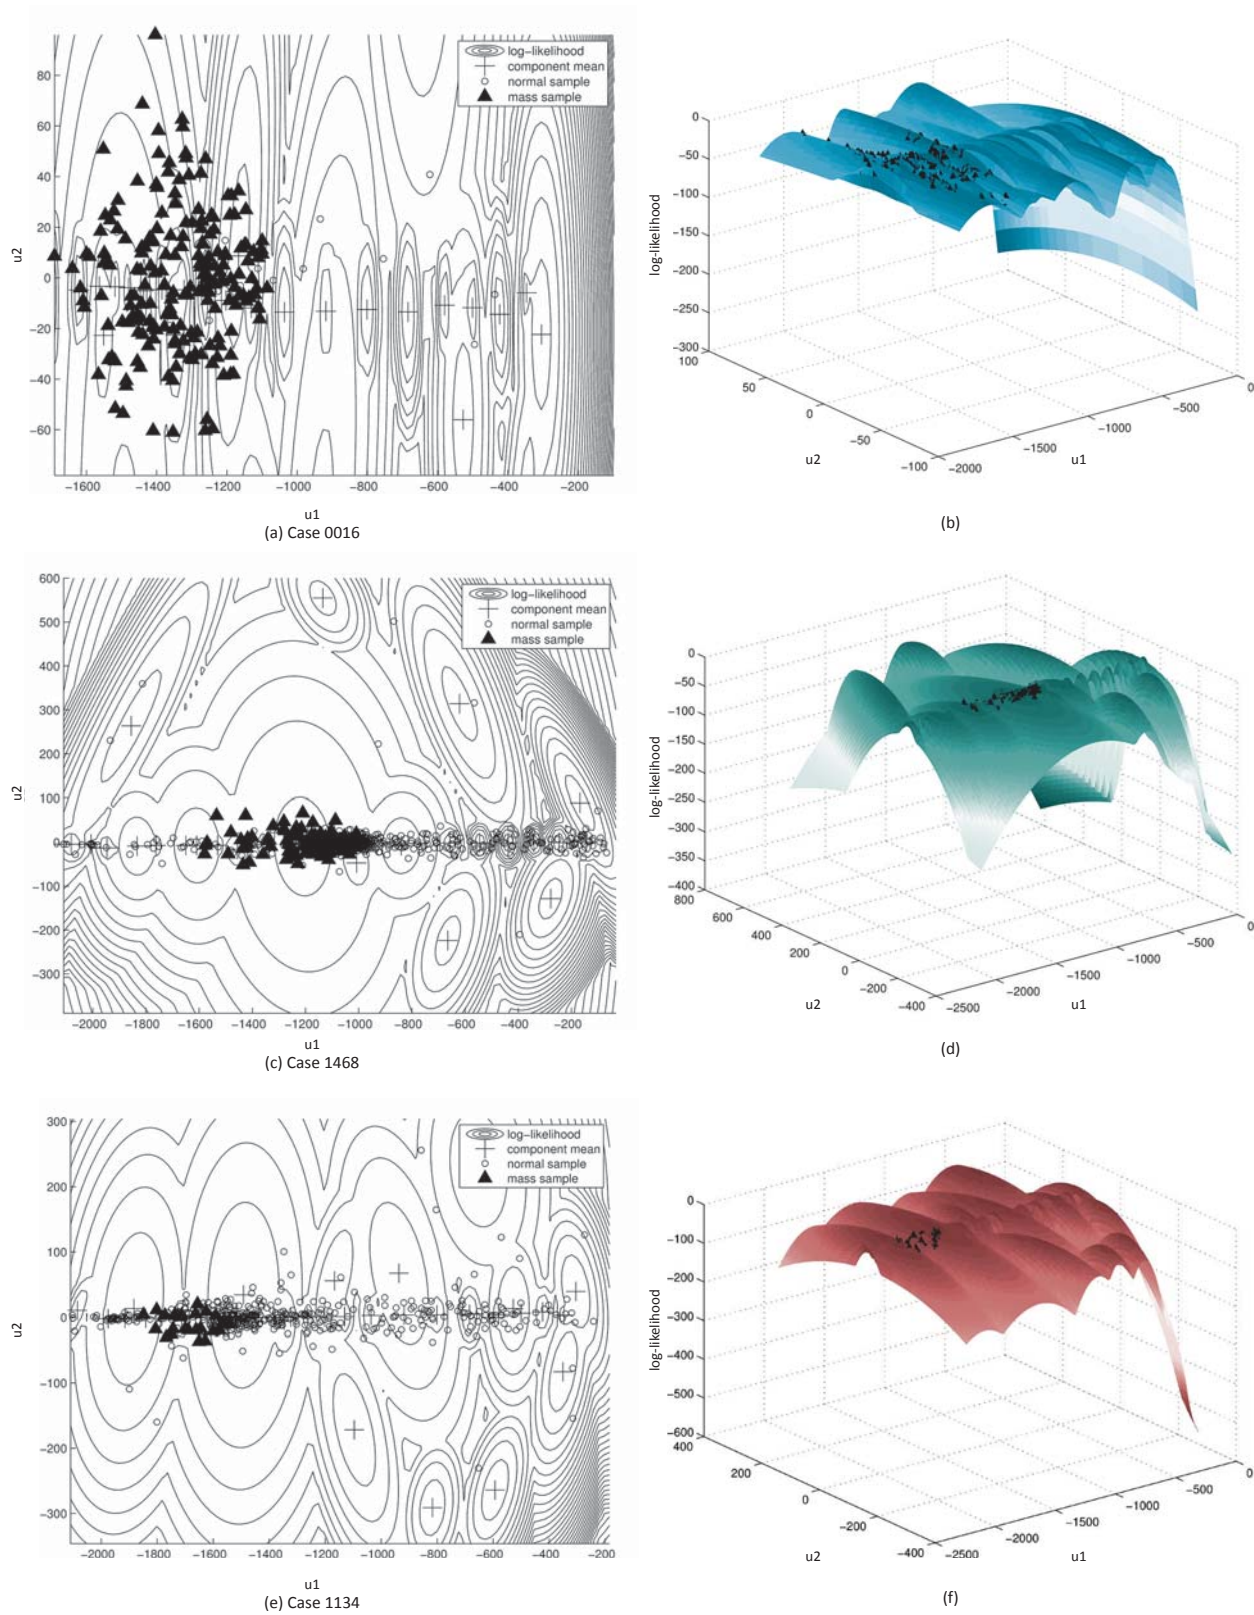 log-likelihood
component mean
normal sample
mass sample
80
60
40
20
0
-20
-40
-60
u2
-1600 -1400 -1200 -1000 -800 -600 -400 -200
u1
(a) Case 0016
0
-50
-100
-150
-200
-250
-300
log-likelihood
100
50
0
-50
-100
u2
-2000
-1500
-1000
-500
0
u1
(b)
log-likelihood
component mean
normal sample
mass sample
600
500
400
300
200
100
0
-100
-200
-300
u2
-2000 -1800 -1600 -1400 -1200 -1000 -800 -600 -400 -200
u1
(c) Case 1468
0
-50
-100
-150
-200
-250
-300
-350
-400
log-likelihood
800
600
400
200
0
-200
-400
u2
-2500
-2000
-1500
-1000
-500
0
u1
(d)
log-likelihood
component mean
normal sample
mass sample
300
200
100
0
-100
-200
-300
u2
-2000 -1800 -1600 -1400 -1200 -1000 -800 -600 -400 -200
u1
(e) Case 1134
0
-100
-200
-300
-400
-500
-600
log-likelihood
400
200
0
-200
-400
u2
-2500
-2000
-1500
-1000
-500
0
u1
(f)